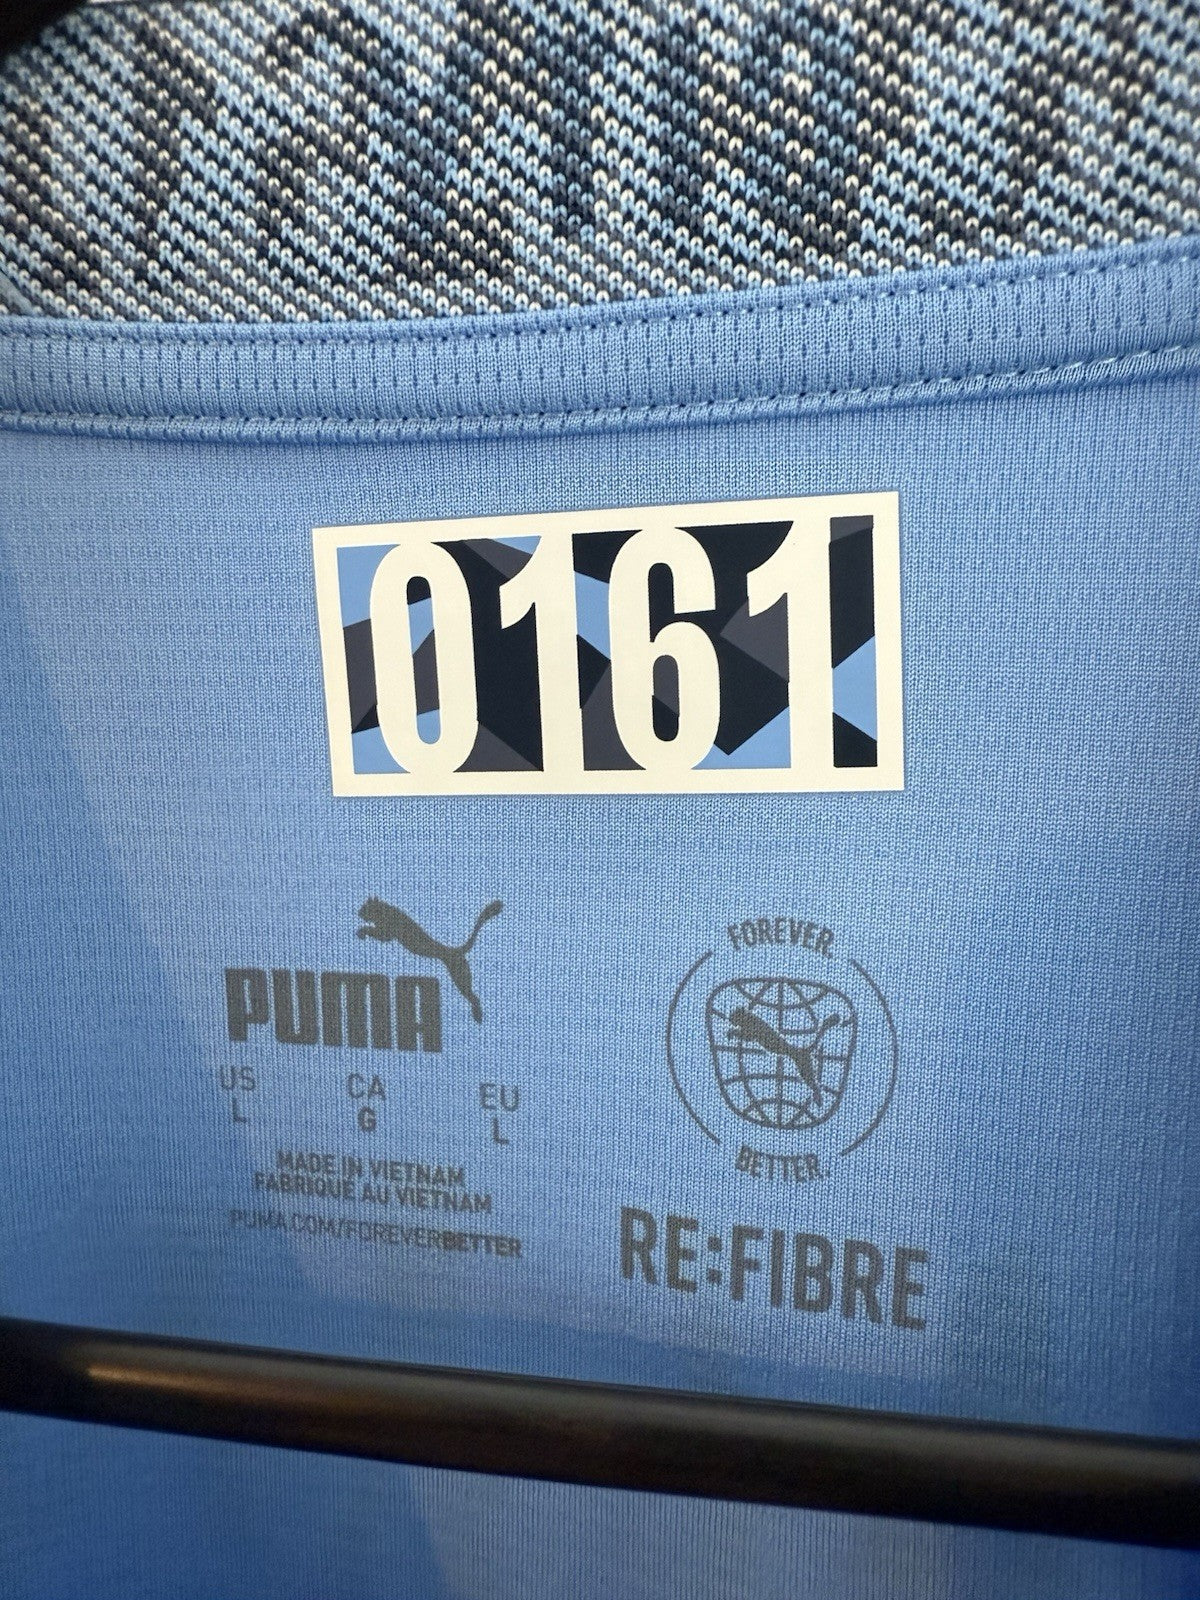 0161
PUMA
US CA EU
L G L
MADE IN VIETNAM
FABRIQUÉ AU VIETNAM
PUMA.COM/FOREVERBETTER
FOREVER.
BETTER.
RE:FIBRE